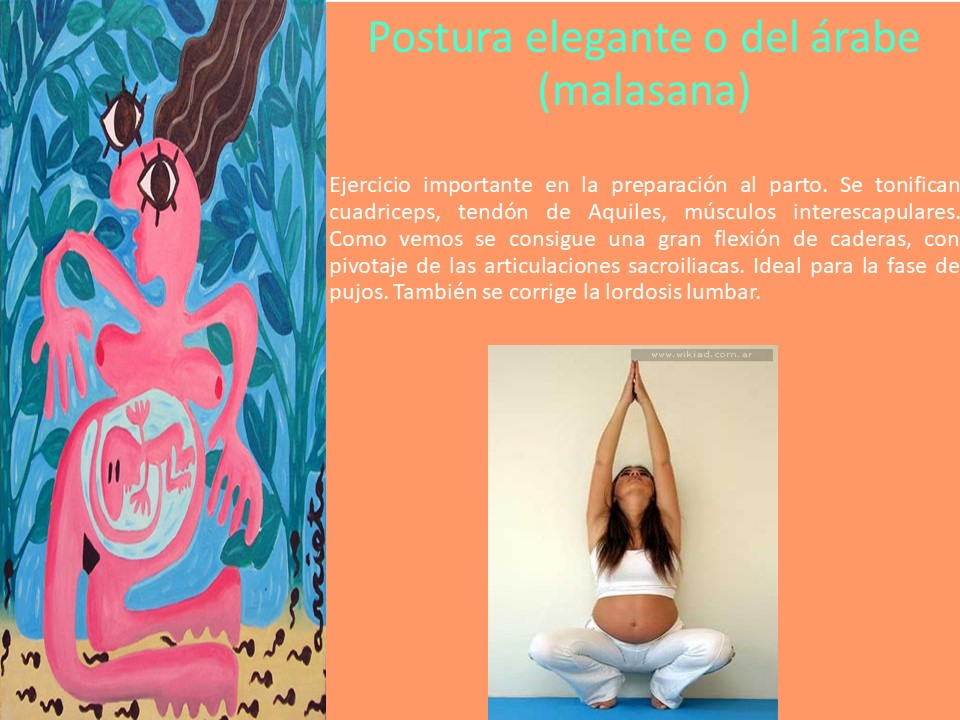 Postura elegante o del árabe
(malasana)
Ejercicio importante en la preparación al parto. Se tonifican
cuadriceps, tendón de Aquiles, músculos interescapulares.
Como vemos se consigue una gran flexión de caderas, con
pivotaje de las articulaciones sacroiliacas. Ideal para la fase de
pujos. También se corrige la lordosis lumbar.
www.wikiad.com.ar
arrieta